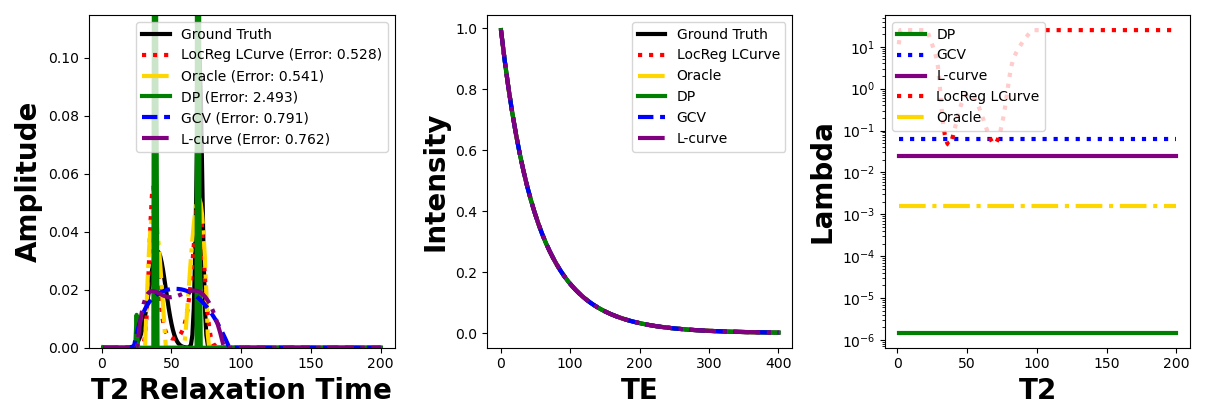 Amplitude
0.10
0.08
0.06
0.04
0.02
0.00
Ground Truth
LocReg LCurve (Error: 0.528)
Oracle (Error: 0.541)
DP (Error: 2.493)
GCV (Error: 0.791)
L-curve (Error: 0.762)
0 50 100 150 200
T2 Relaxation Time
Intensity
1.0
0.8
0.6
0.4
0.2
0.0
Ground Truth
LocReg LCurve
Oracle
DP
GCV
L-curve
0 100 200 300 400
TE
Lambda
10¹
10⁰
10⁻¹
10⁻²
10⁻³
10⁻⁴
10⁻⁵
10⁻⁶
DP
GCV
L-curve
LocReg LCurve
Oracle
0 50 100 150 200
T2